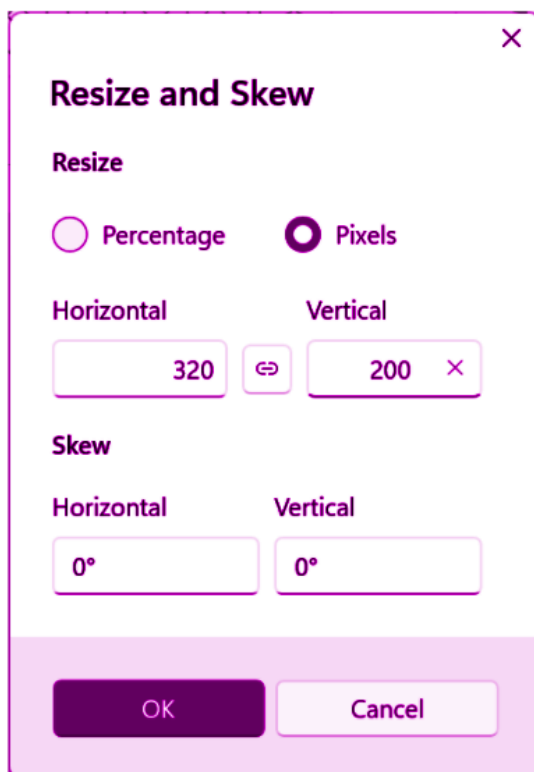 Resize and Skew
Resize
Percentage Pixels
Horizontal Vertical
320 200
Skew
Horizontal Vertical
0° 0°
OK Cancel